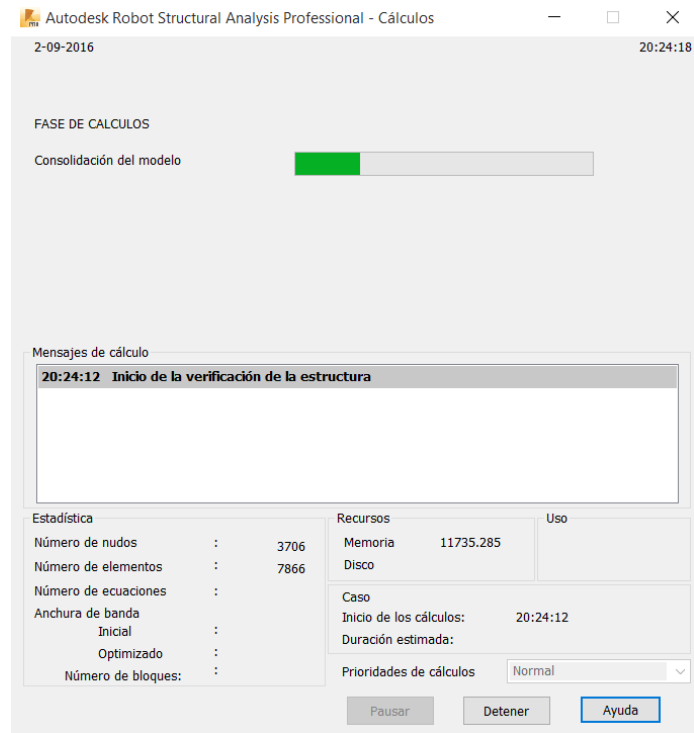 Autodesk Robot Structural Analysis Professional - Cálculos
2-09-2016 20:24:18
FASE DE CALCULOS
Consolidación del modelo
Mensajes de cálculo
20:24:12 Inicio de la verificación de la estructura
Estadística
Número de nudos : 3706
Número de elementos : 7866
Número de ecuaciones :
Anchura de banda
Inicial :
Optimizado :
Número de bloques: :
Recursos
Memoria 11735.285
Disco
Uso
Caso
Inicio de los cálculos: 20:24:12
Duración estimada:
Prioridades de cálculos Normal
Pausar Detener Ayuda